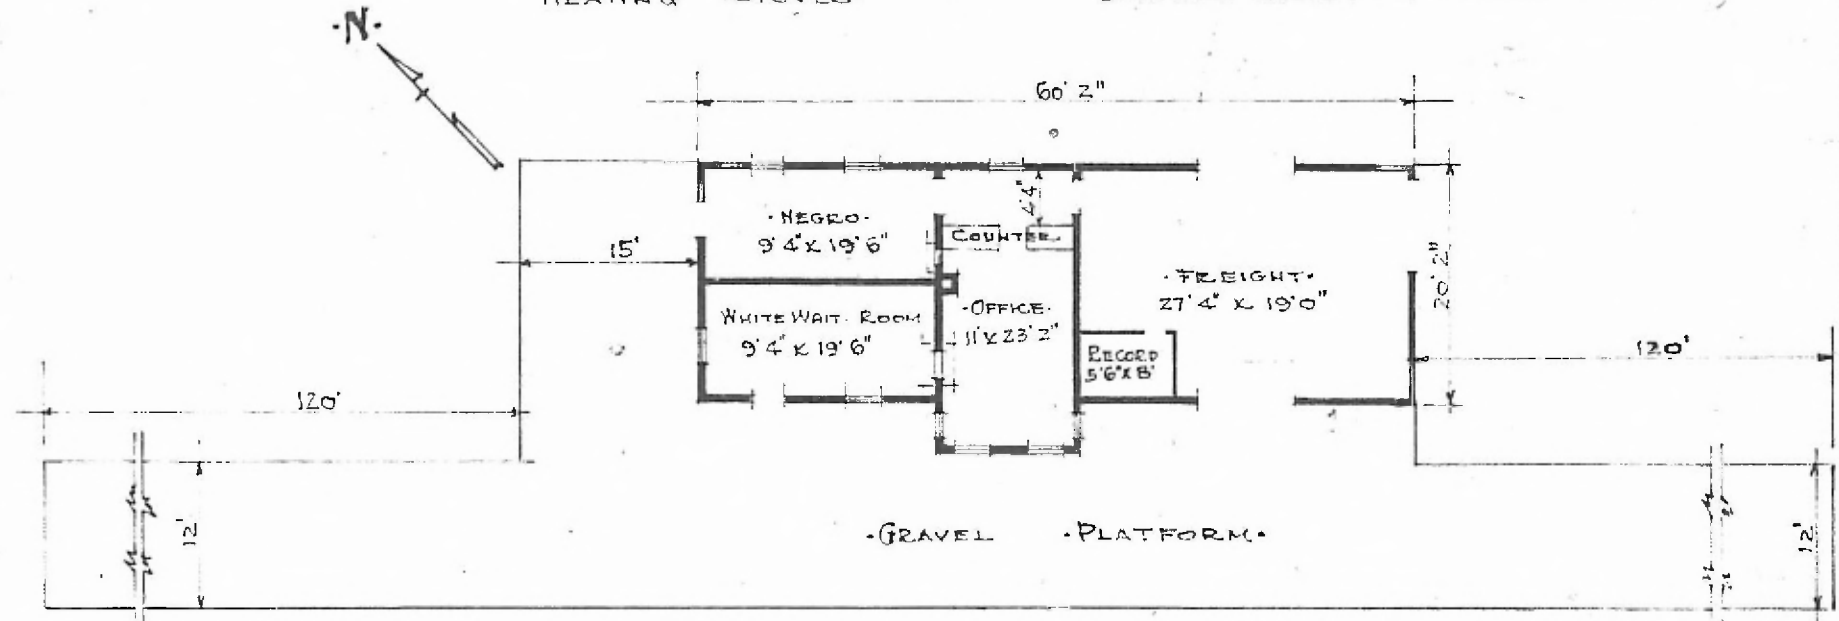 HEATING STOVES
·N·
60' 2"
·NEGRO·
9' 4" X 19' 6"
4'4"
COUNTER
15'
·FREIGHT·
27' 4" X 19' 0"
20' 2"
WHITE WAIT. ROOM
9' 4" X 19' 6"
·OFFICE·
11' X 23' 2"
RECORD
5'6" X 8'
120'
120'
12'
·GRAVEL ·PLATFORM·
12'